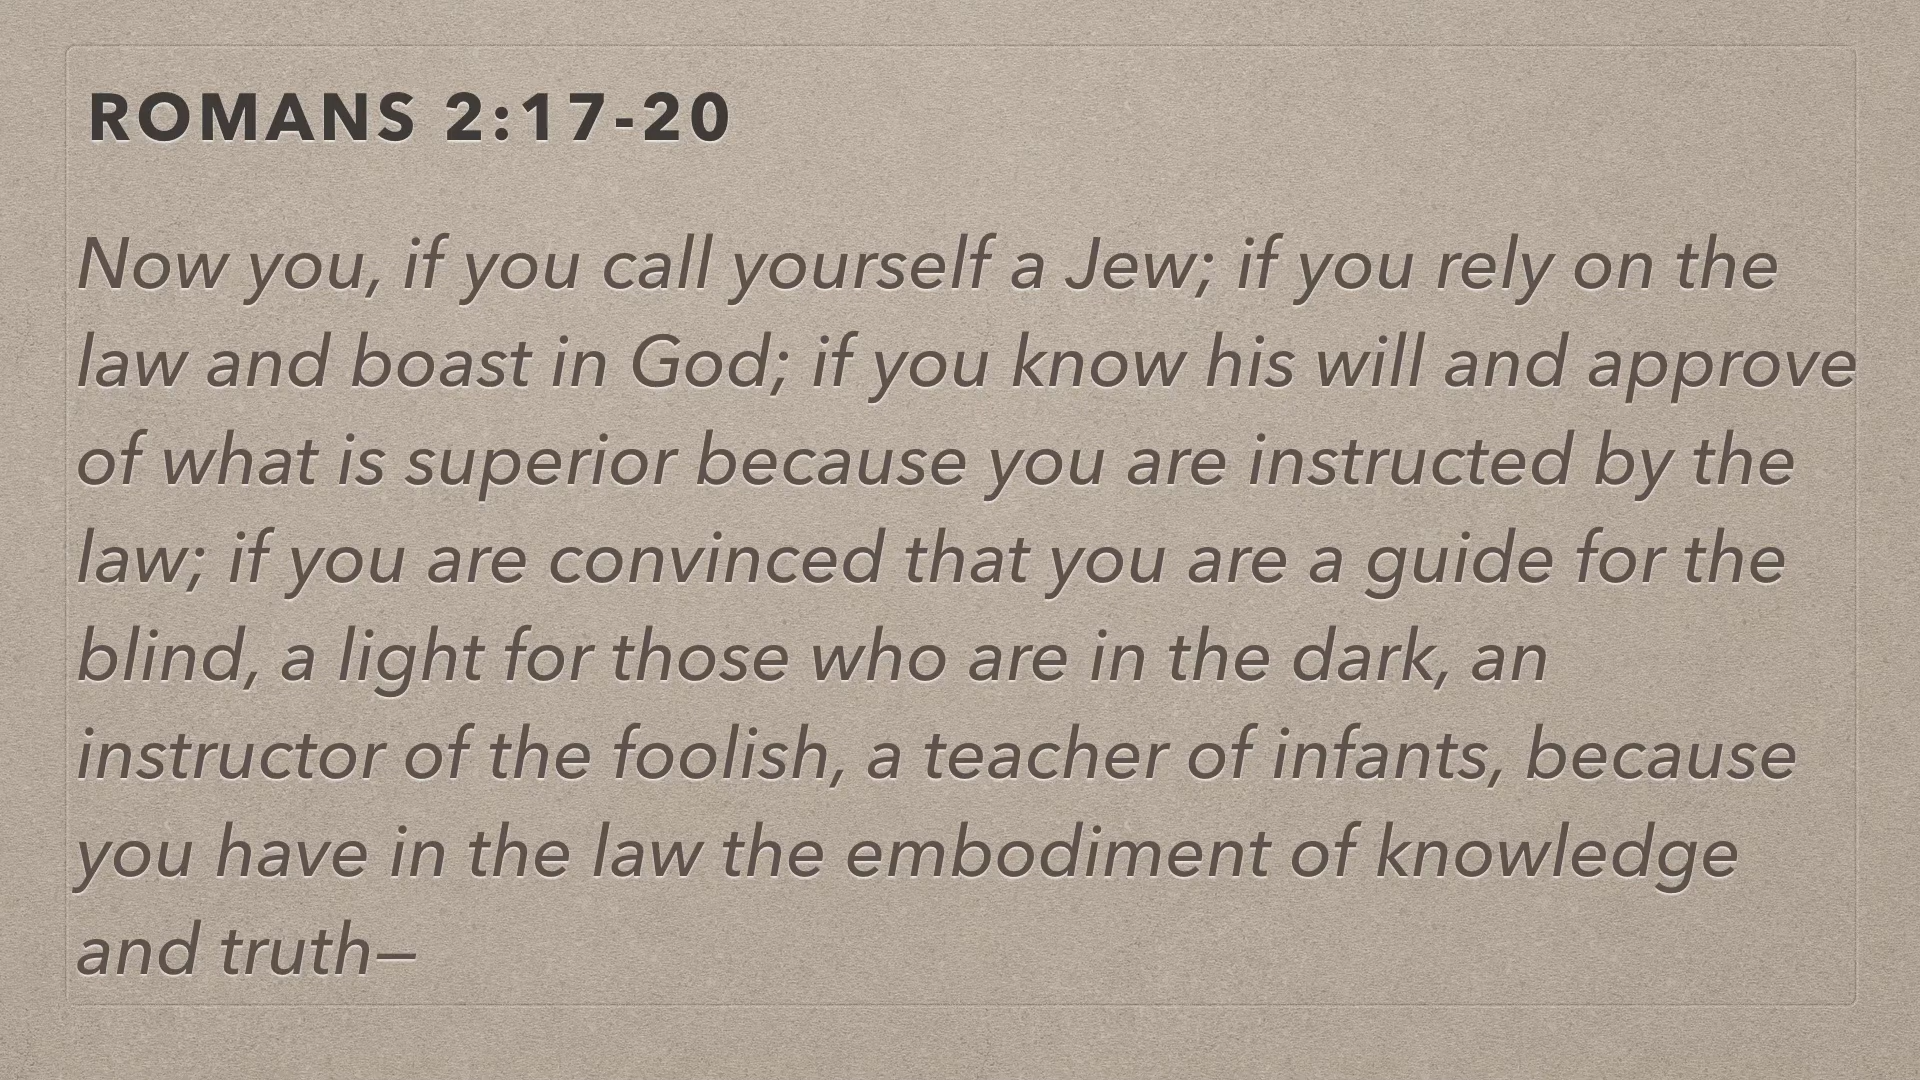 ROMANS 2:17-20
Now you, if you call yourself a Jew; if you rely on the
law and boast in God; if you know his will and approve
of what is superior because you are instructed by the
law; if you are convinced that you are a guide for the
blind, a light for those who are in the dark, an
instructor of the foolish, a teacher of infants, because
you have in the law the embodiment of knowledge
and truth—